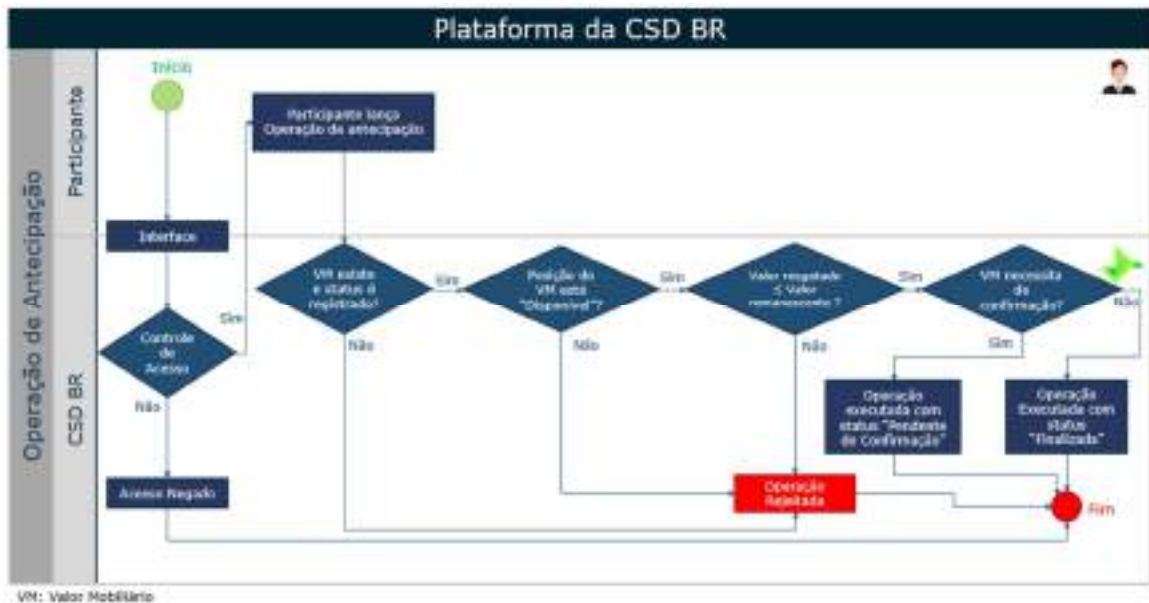 Plataforma da CSD BR
Operação de Antecipação
Participante
CSD BR
Início
Participante lança
Operação de antecipação
Interface
Controle
de
Acesso
Sim
Não
Acesso Negado
VM existe
e status é
registrado?
Sim
Não
Posição do
VM está
"Disponível"?
Sim
Não
Valor resgatado
≤ Valor
remanescente ?
Sim
Não
VM necessita
de
confirmação?
Não
Sim
Operação
executada com
status "Pendente
de Confirmação"
Operação
Executada com
status
"Finalizada"
Operação
Rejeitada
Fim
VM: Valor Mobiliário